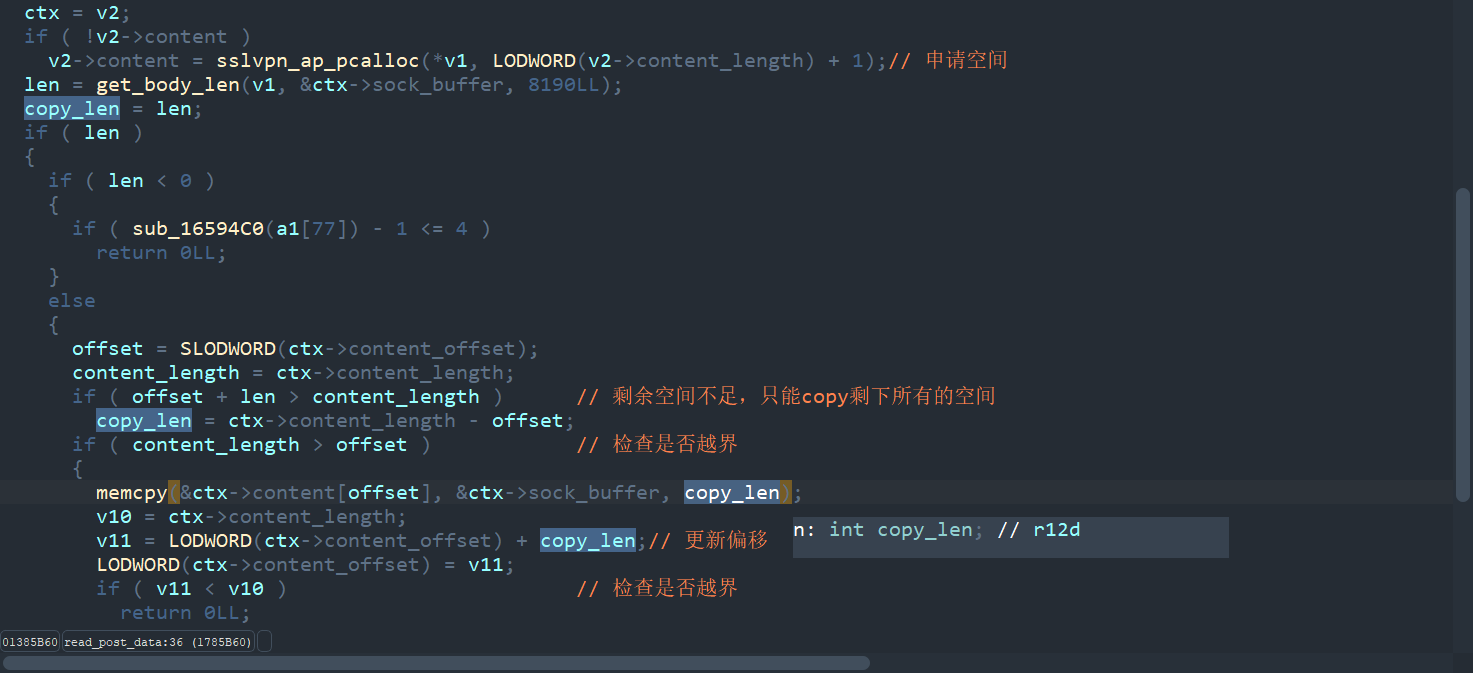 ctx = v2;
if ( !v2->content )
v2->content = sslvpn_ap_pcalloc(*v1, LODWORD(v2->content_length) + 1);// 申请空间
len = get_body_len(v1, &ctx->sock_buffer, 8190LL);
copy_len = len;
if ( len )
{
if ( len < 0 )
{
if ( sub_16594C0(a1[77]) - 1 <= 4 )
return 0LL;
}
else
{
offset = SLODWORD(ctx->content_offset);
content_length = ctx->content_length;
if ( offset + len > content_length ) // 剩余空间不足，只能copy剩下所有的空间
copy_len = ctx->content_length - offset;
if ( content_length > offset ) // 检查是否越界
{
memcpy(&ctx->content[offset], &ctx->sock_buffer, copy_len);
v10 = ctx->content_length;
v11 = LODWORD(ctx->content_offset) + copy_len;// 更新偏移
n: int copy_len; // r12d
LODWORD(ctx->content_offset) = v11;
if ( v11 < v10 ) // 检查是否越界
return 0LL;
01385B60 read_post_data:36 (1785B60)